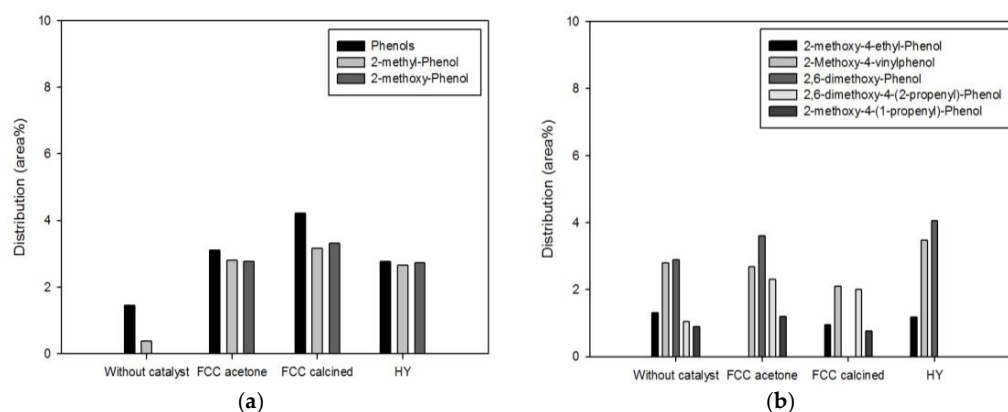 10
8
6
4
2
0
Distribution (area%)
Phenols
2-methyl-Phenol
2-methoxy-Phenol
Without catalyst FCC acetone FCC calcined HY
(a)
10
8
6
4
2
0
Distribution (area%)
2-methoxy-4-ethyl-Phenol
2-Methoxy-4-vinylphenol
2,6-dimethoxy-Phenol
2,6-dimethoxy-4-(2-propenyl)-Phenol
2-methoxy-4-(1-propenyl)-Phenol
Without catalyst FCC acetone FCC calcined HY
(b)